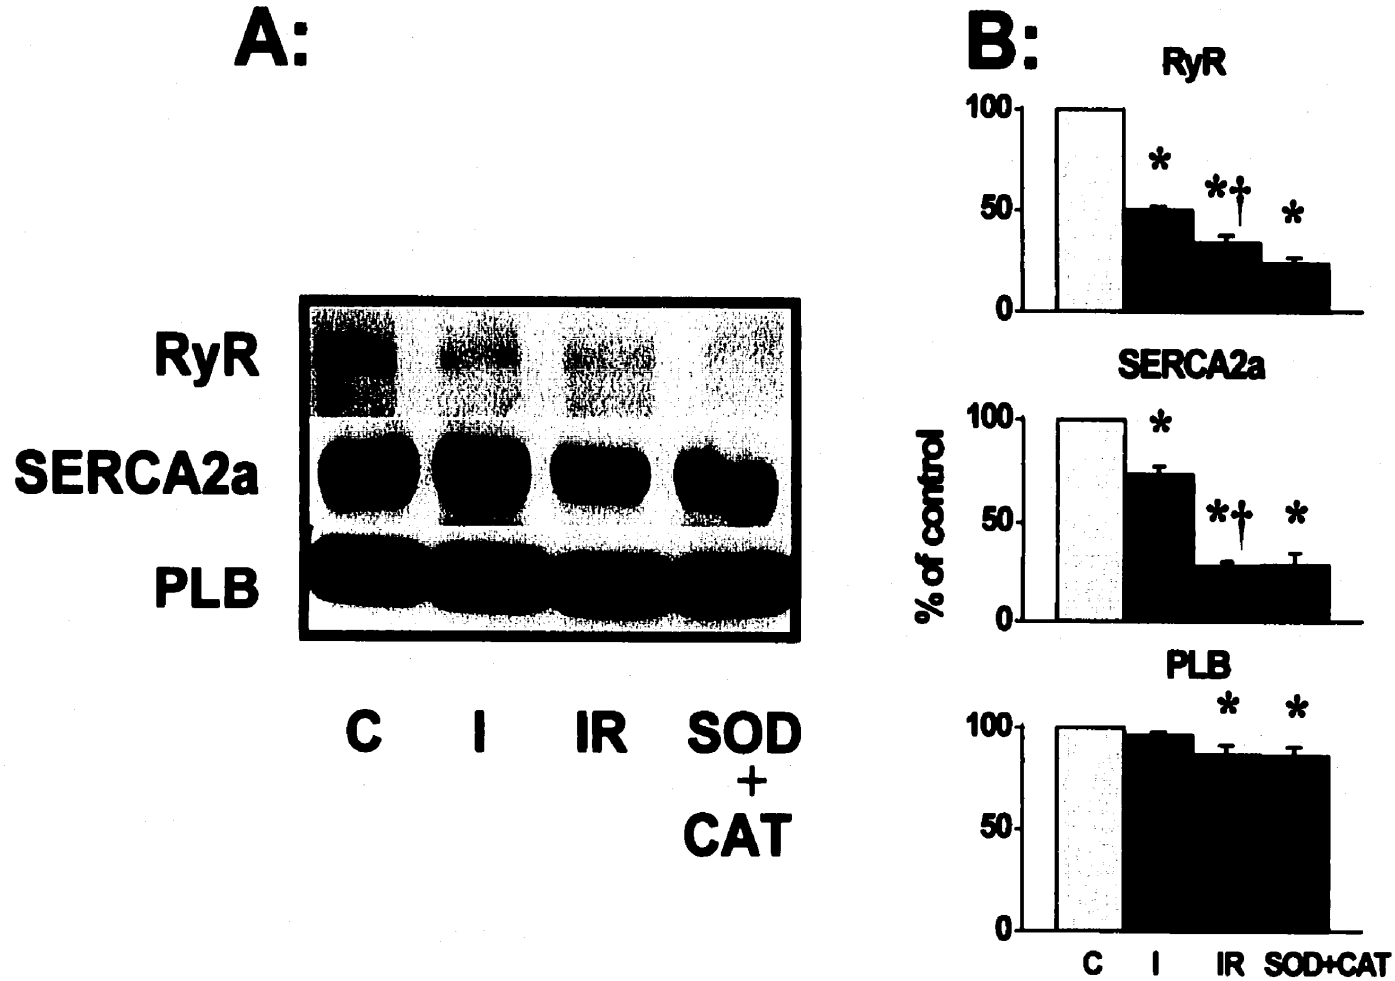 A:
RyR
SERCA2a
PLB
C I IR SOD
+
CAT
B:
RyR
100
*
*†
*
50
0
SERCA2a
% of control
100
*
*† *
50
0
PLB
* *
100
50
0
C I IR SOD+CAT